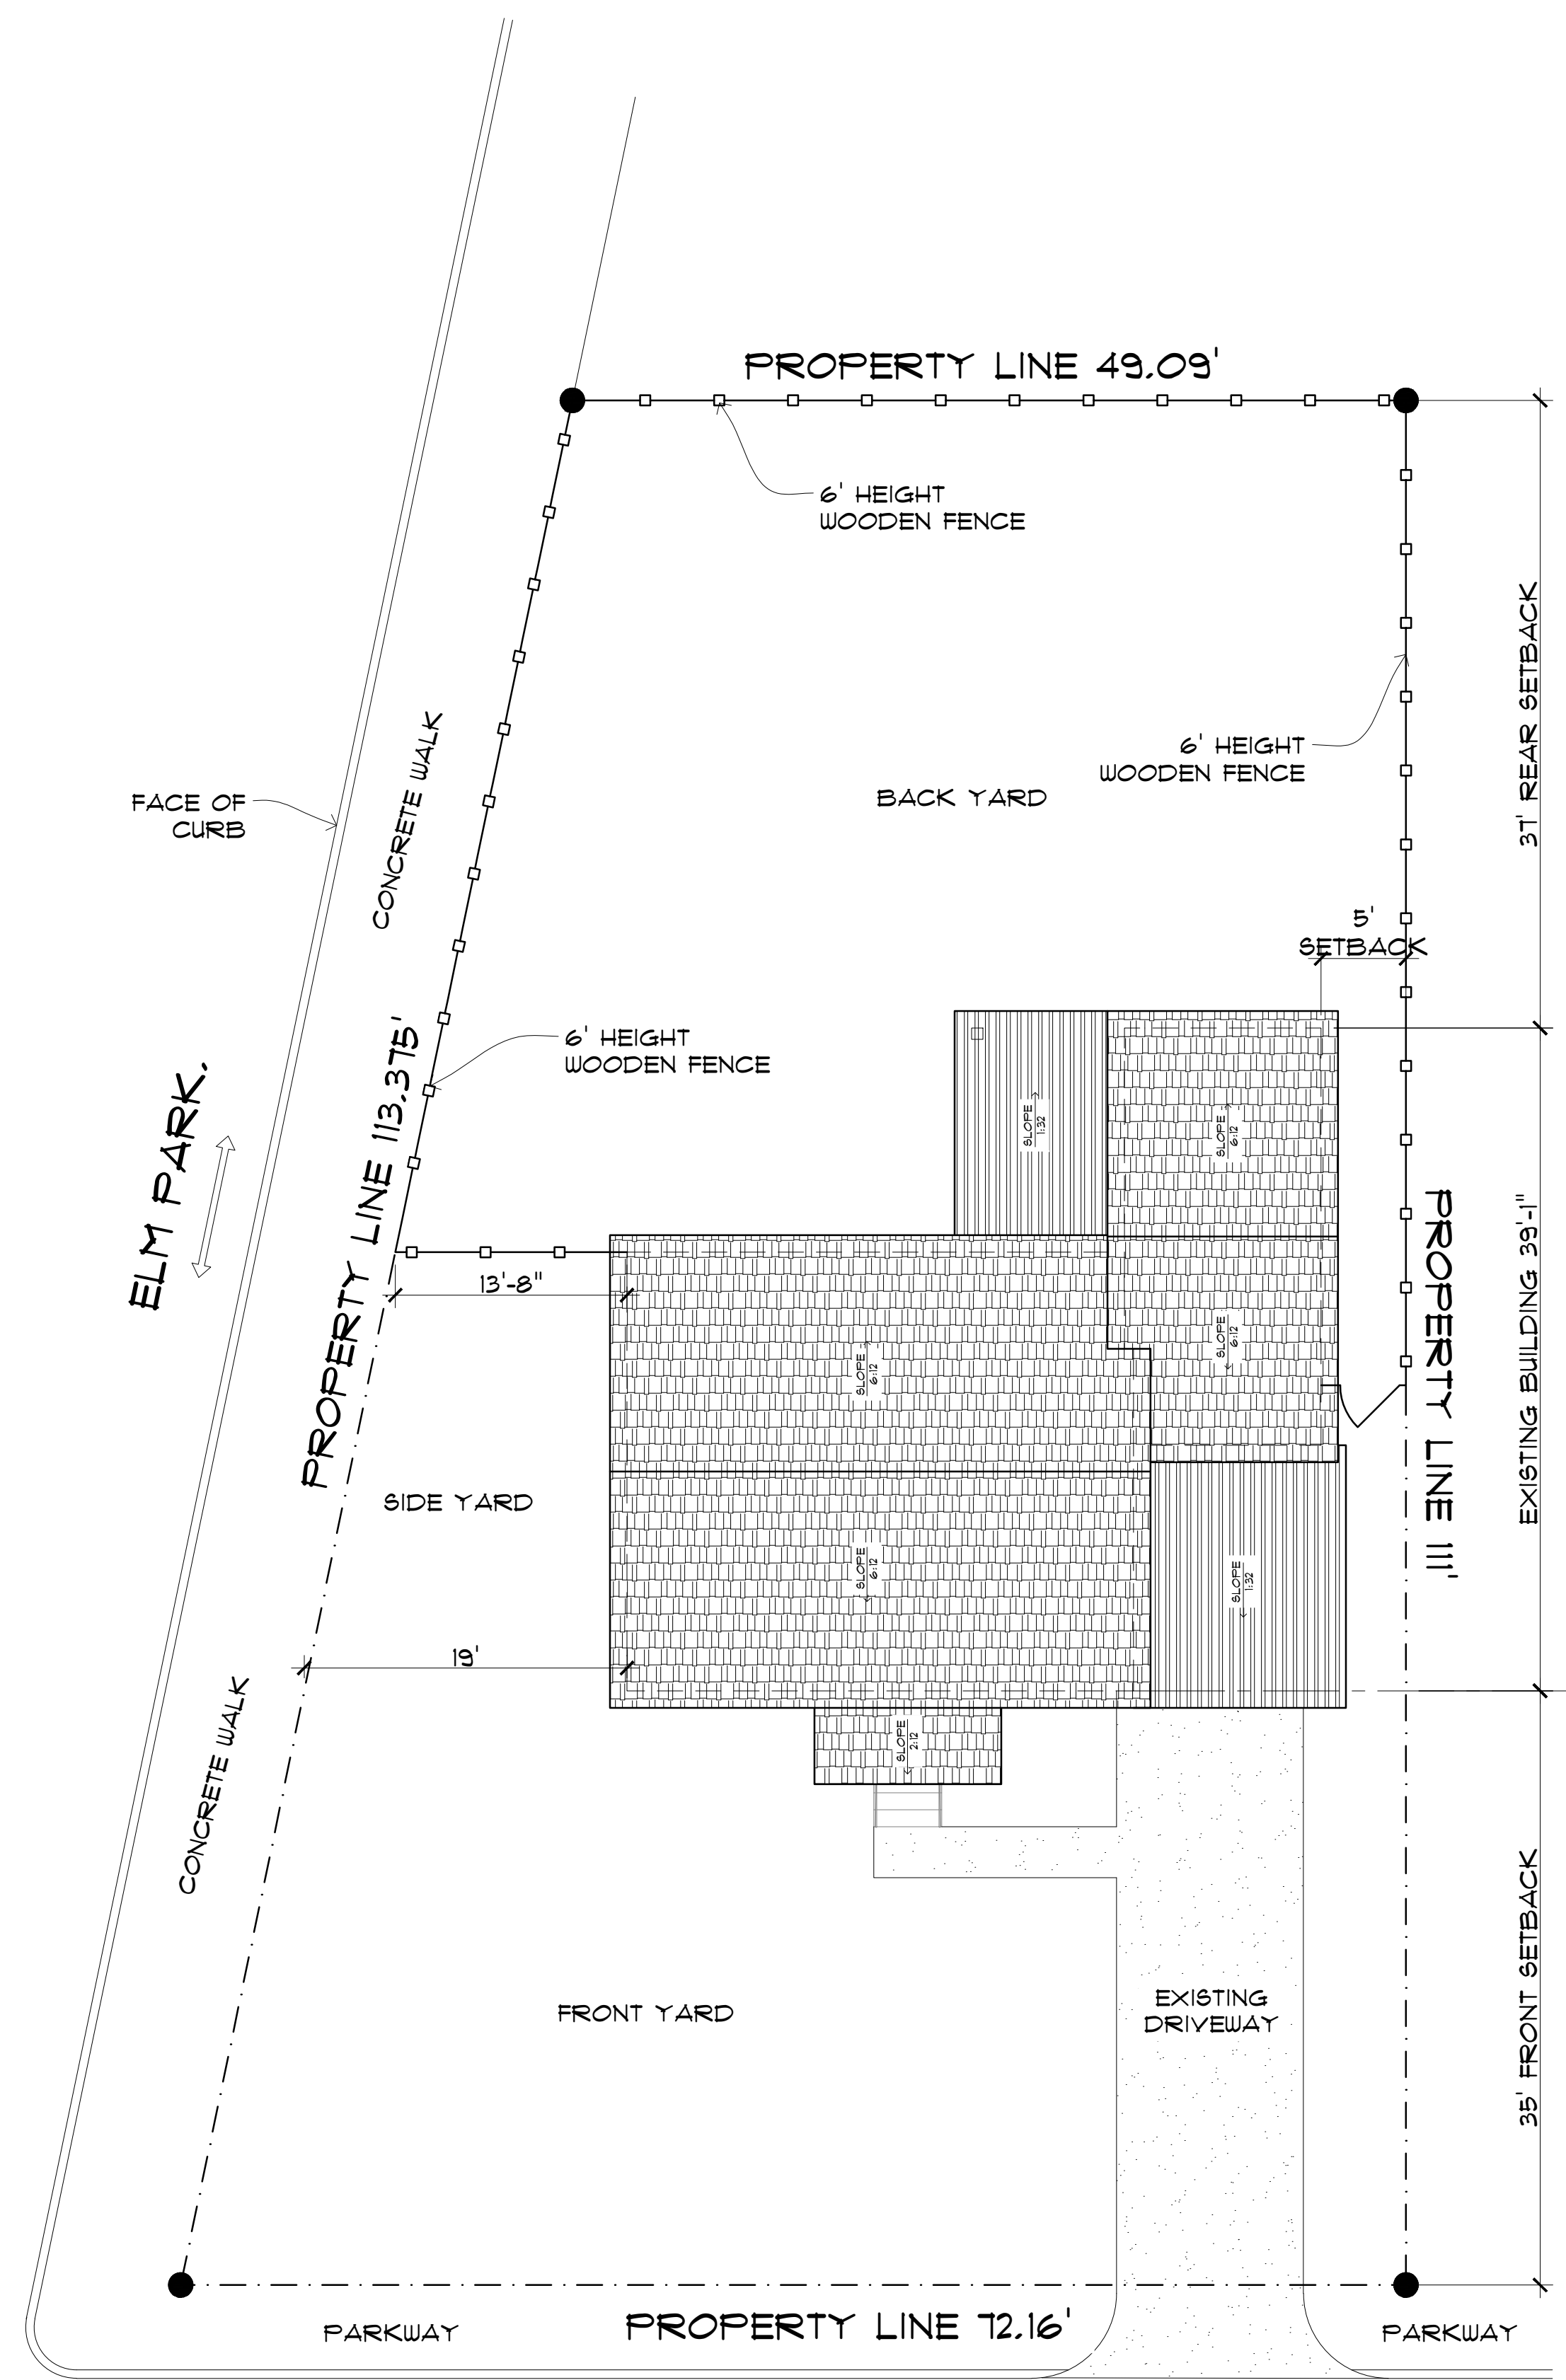 PROPERTY LINE 49.09'
6' HEIGHT
WOODEN FENCE
37' REAR SETBACK
CONCRETE WALK
6' HEIGHT
WOODEN FENCE
FACE OF
CURB
BACK YARD
5'
SETBACK
6' HEIGHT
WOODEN FENCE
ELM PARK.
PROPERTY LINE 113.375'
SLOPE
1:32
SLOPE
6:12
13'-8"
SLOPE
6:12
SLOPE
6:12
PROPERTY LINE 111'
EXISTING BUILDING 39'-1"
SIDE YARD
SLOPE
6:12
SLOPE
1:32
19'
CONCRETE WALK
SLOPE
2:12
FRONT YARD
EXISTING
DRIVEWAY
35' FRONT SETBACK
PARKWAY
PROPERTY LINE 72.16'
PARKWAY